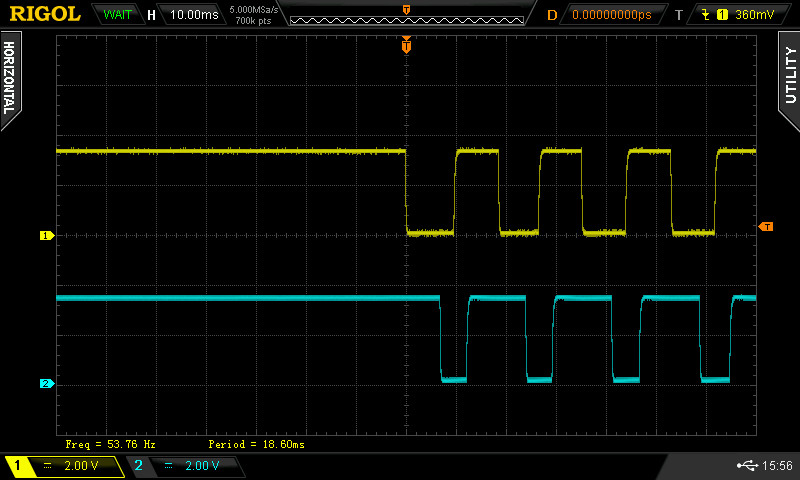 RIGOL WAIT H 10.00ms 5.000MSa/s 700k pts T D 0.00000000ps T 1 360mV
HORIZONTAL
UTILITY
T
1
T
2
Freq = 53.76 Hz Period = 18.60ms
1 2.00 V 2 2.00 V 15:56